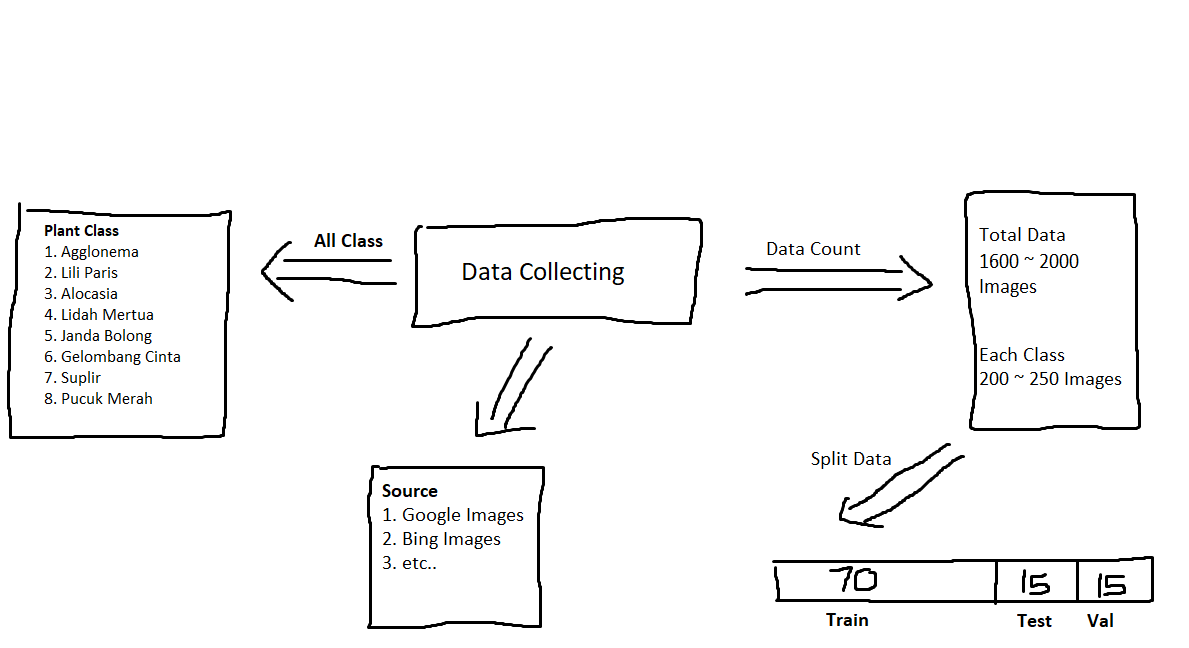 Plant Class
1. Agglonema
2. Lili Paris
3. Alocasia
4. Lidah Mertua
5. Janda Bolong
6. Gelombang Cinta
7. Suplir
8. Pucuk Merah
All Class
Data Collecting
Data Count
Total Data
1600 ~ 2000
Images
Each Class
200 ~ 250 Images
Source
1. Google Images
2. Bing Images
3. etc..
Split Data
70 15 15
Train Test Val